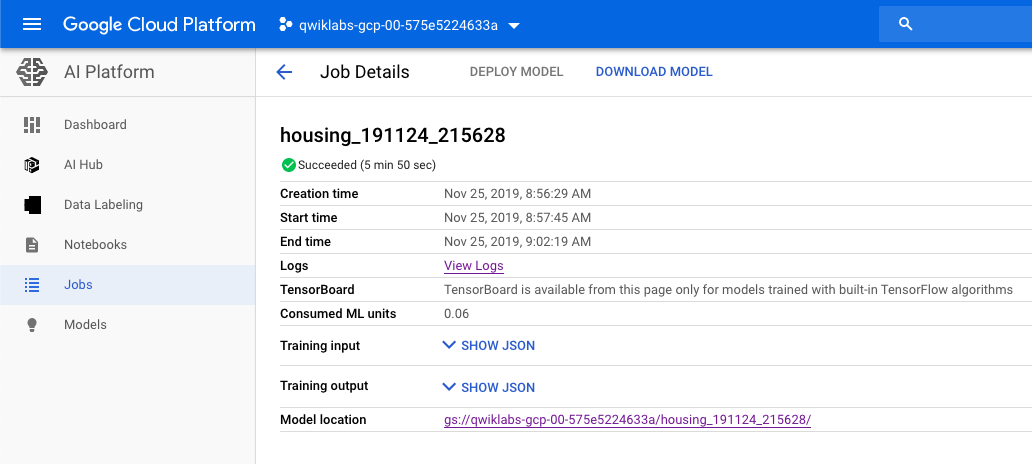 Google Cloud Platform
qwiklabs-gcp-00-575e5224633a
AI Platform
Job Details
DEPLOY MODEL
DOWNLOAD MODEL
Dashboard
AI Hub
Data Labeling
Notebooks
Jobs
Models
housing_191124_215628
Succeeded (5 min 50 sec)
Creation time Nov 25, 2019, 8:56:29 AM
Start time Nov 25, 2019, 8:57:45 AM
End time Nov 25, 2019, 9:02:19 AM
Logs View Logs
TensorBoard TensorBoard is available from this page only for models trained with built-in TensorFlow algorithms
Consumed ML units 0.06
Training input SHOW JSON
Training output SHOW JSON
Model location gs://qwiklabs-gcp-00-575e5224633a/housing_191124_215628/